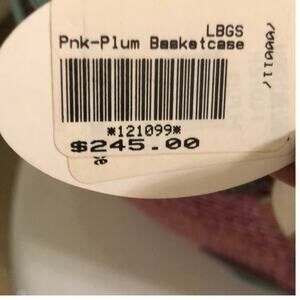 LBGS
Pnk-Plum Basketcase
*121099*
$245.00